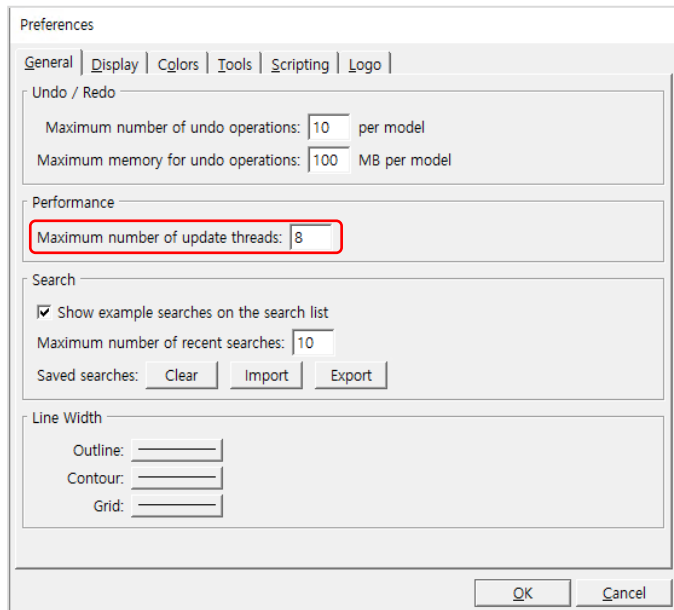 Preferences
General Display Colors Tools Scripting Logo
Undo / Redo
Maximum number of undo operations: 10 per model
Maximum memory for undo operations: 100 MB per model
Performance
Maximum number of update threads: 8
Search
Show example searches on the search list
Maximum number of recent searches: 10
Saved searches: Clear Import Export
Line Width
Outline:
Contour:
Grid:
OK Cancel